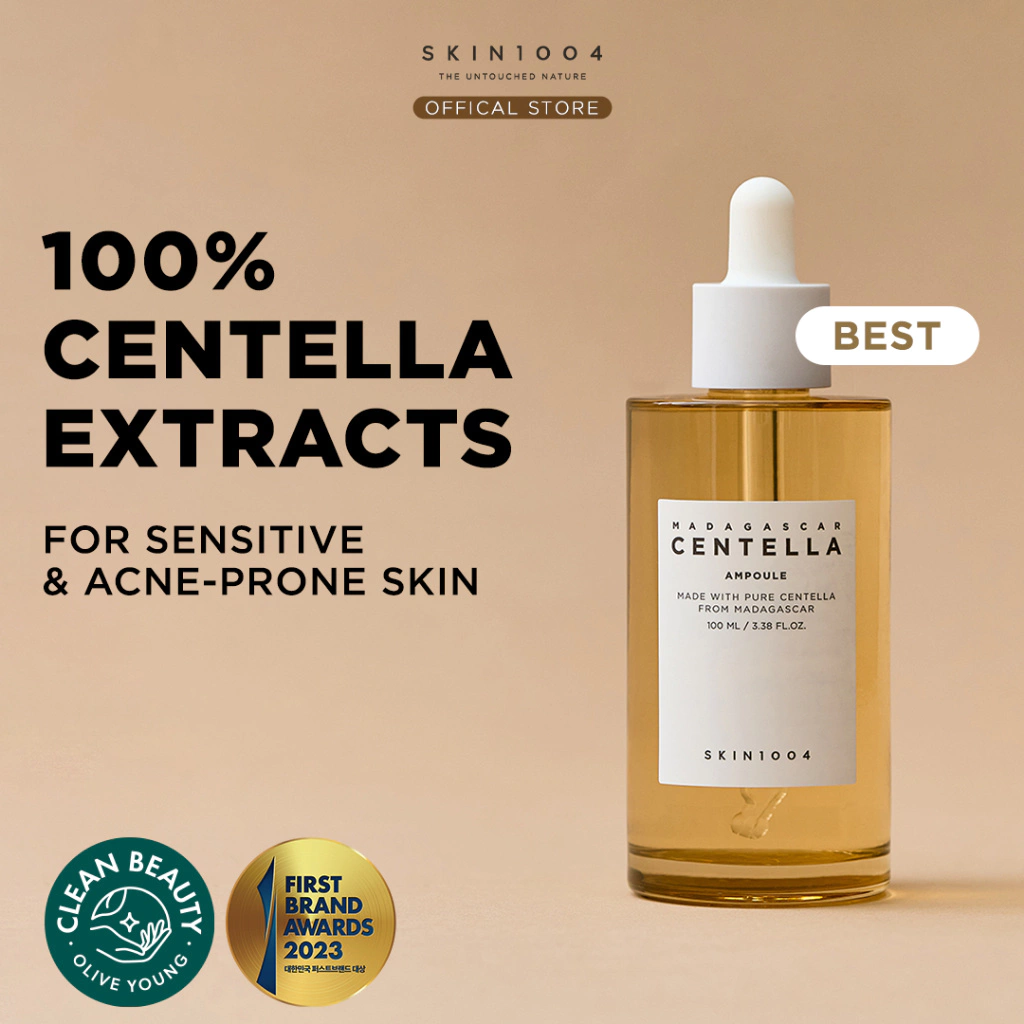 SKIN1004
THE UNTOUCHED NATURE
OFFICAL STORE
100%
CENTELLA
EXTRACTS
FOR SENSITIVE
& ACNE-PRONE SKIN
BEST
MADAGASCAR
CENTELLA
AMPOULE
MADE WITH PURE CENTELLA
FROM MADAGASCAR
100 ML / 3.38 FL.OZ.
SKIN1004
CLEAN BEAUTY
OLIVE YOUNG
FIRST
BRAND
AWARDS
2023
대한민국 퍼스트브랜드 대상